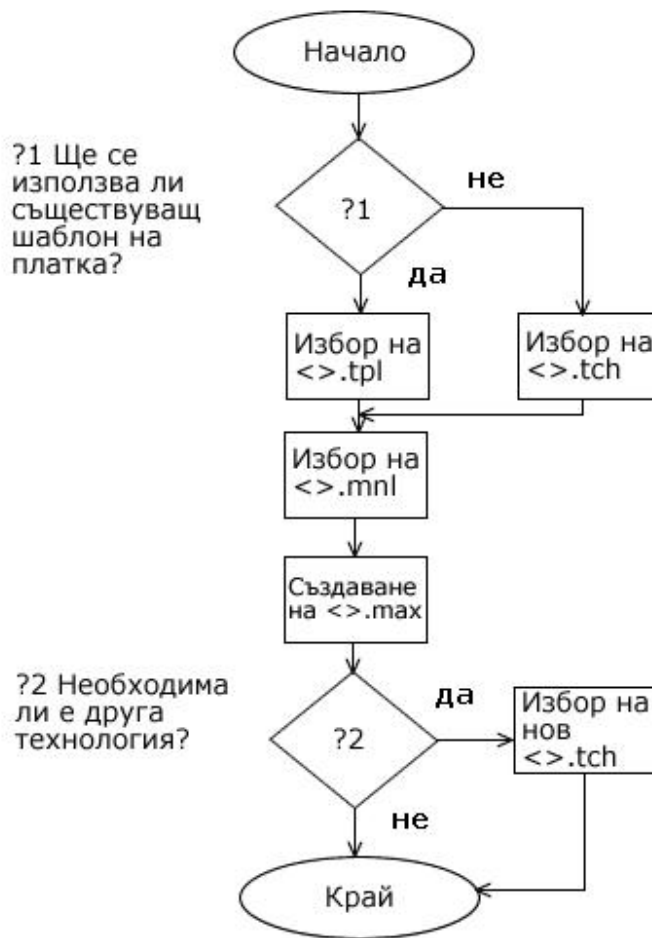 Начало
?1 Ще се
използва ли
съществуващ
шаблон на
платка?
?1
не
да
Избор на
<>.tpl
Избор на
<>.tch
Избор на
<>.mnl
Създаване
на <>.max
?2 Необходима
ли е друга
технология?
?2
да
Избор на
нов
<>.tch
не
Край